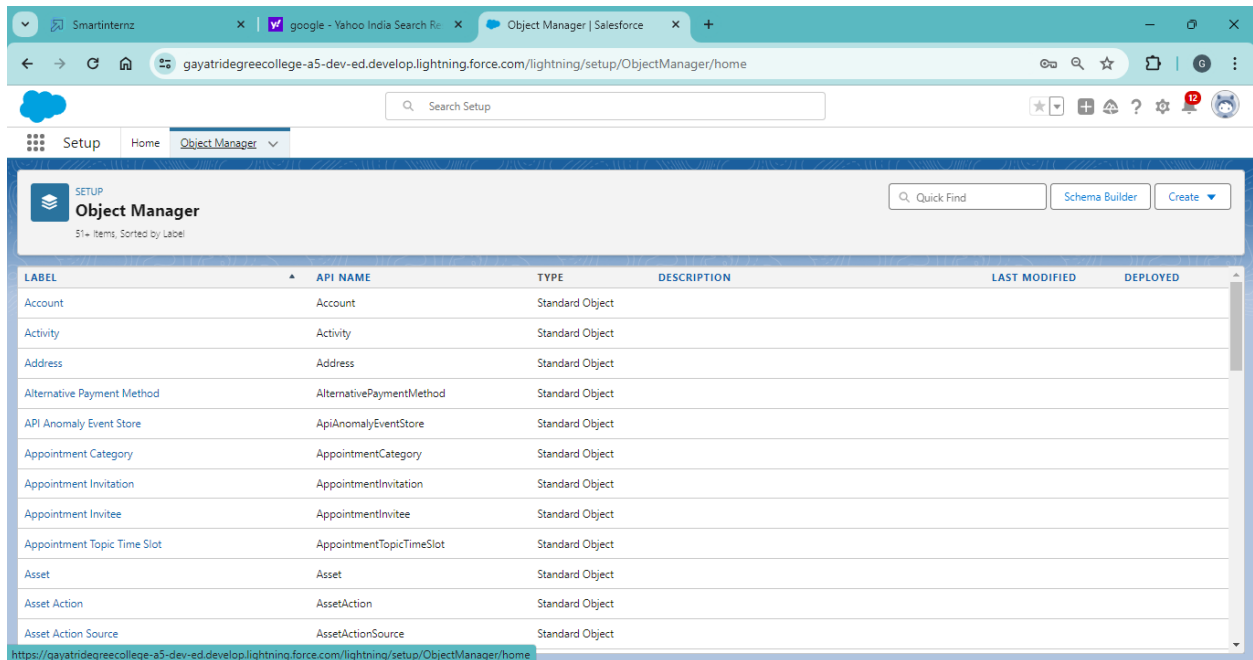 Smartinternz
google - Yahoo India Search Re
Object Manager | Salesforce
gayatridegreecollege-a5-dev-ed.develop.lightning.force.com/lightning/setup/ObjectManager/home
G
Search Setup
12
Setup Home Object Manager
SETUP
Object Manager
51+ Items, Sorted by Label
Quick Find
Schema Builder
Create
LABEL API NAME TYPE DESCRIPTION LAST MODIFIED DEPLOYED
Account Account Standard Object
Activity Activity Standard Object
Address Address Standard Object
Alternative Payment Method AlternativePaymentMethod Standard Object
API Anomaly Event Store ApiAnomalyEventStore Standard Object
Appointment Category AppointmentCategory Standard Object
Appointment Invitation AppointmentInvitation Standard Object
Appointment Invitee AppointmentInvitee Standard Object
Appointment Topic Time Slot AppointmentTopicTimeSlot Standard Object
Asset Asset Standard Object
Asset Action AssetAction Standard Object
Asset Action Source AssetActionSource Standard Object
https://gayatridegreecollege-a5-dev-ed.develop.lightning.force.com/lightning/setup/ObjectManager/home